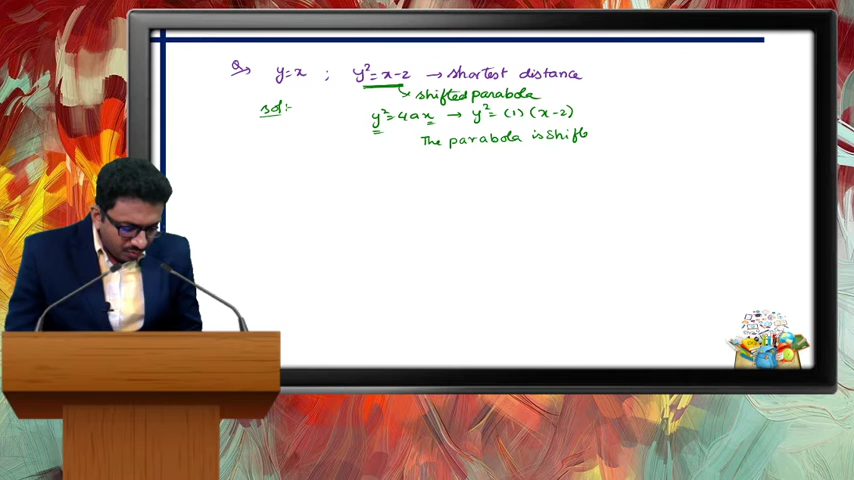 Q→ y=x ; y²=x-2 → shortest distance
↳ shifted parabola
sol:-
y²=4ax → y²=(1)(x-2)
The parabola is shift